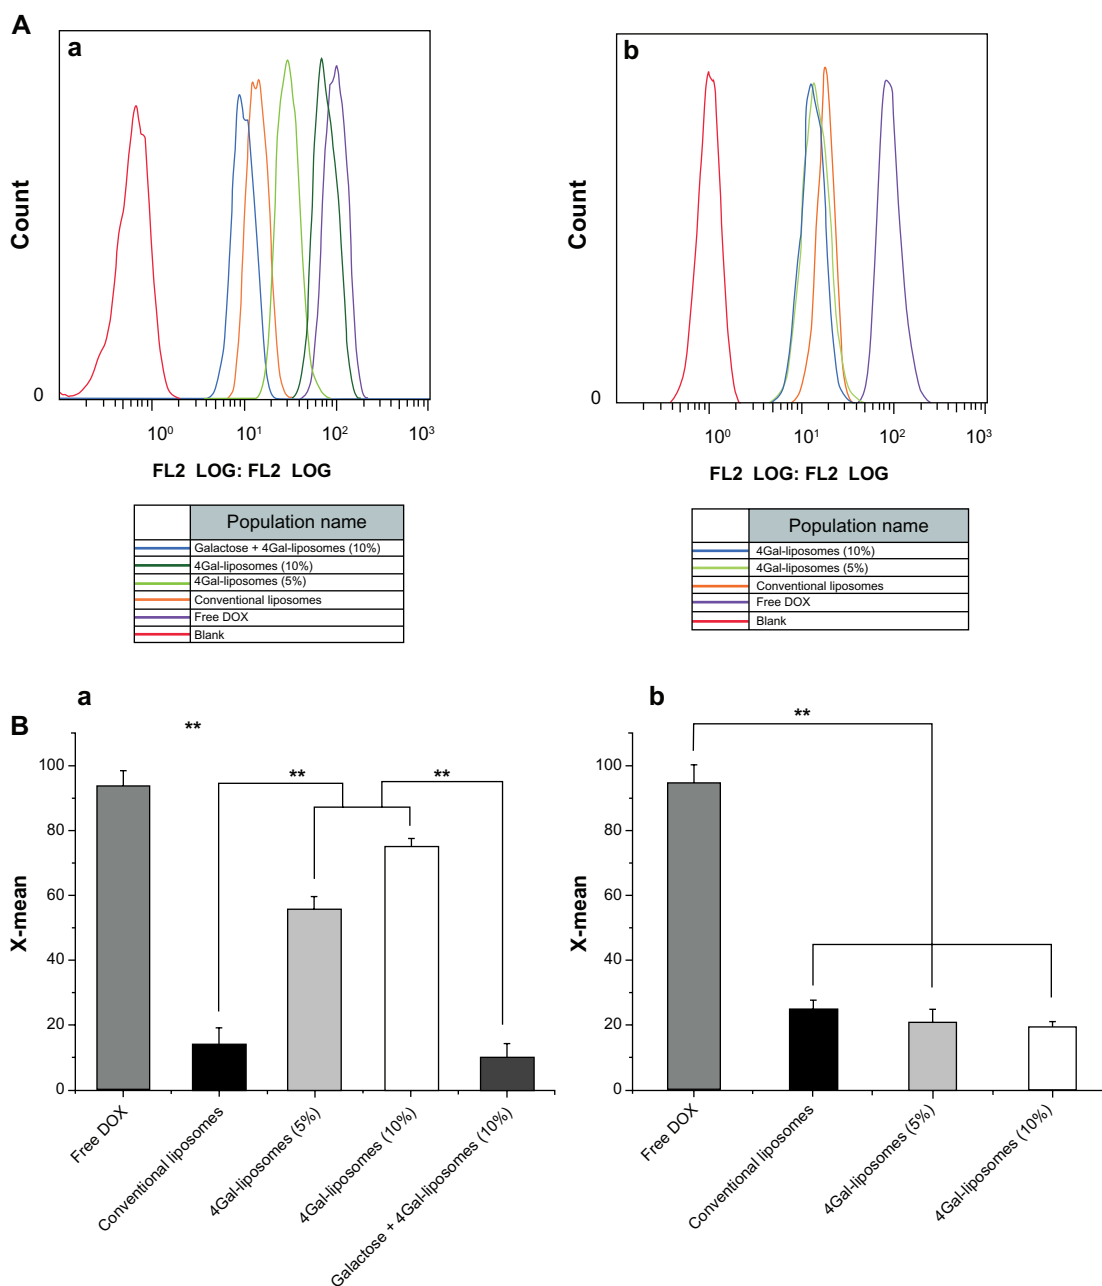 A
a
Count
0
10⁰ 10¹ 10² 10³
FL2 LOG: FL2 LOG
Population name
Galactose + 4Gal-liposomes (10%)
4Gal-liposomes (10%)
4Gal-liposomes (5%)
Conventional liposomes
Free DOX
Blank
b
Count
0
10⁰ 10¹ 10² 10³
FL2 LOG: FL2 LOG
Population name
4Gal-liposomes (10%)
4Gal-liposomes (5%)
Conventional liposomes
Free DOX
Blank
B
a
**
**
**
X-mean
100
80
60
40
20
0
Free DOX
Conventional liposomes
4Gal-liposomes (5%)
4Gal-liposomes (10%)
Galactose + 4Gal-liposomes (10%)
b
**
X-mean
100
80
60
40
20
0
Free DOX
Conventional liposomes
4Gal-liposomes (5%)
4Gal-liposomes (10%)